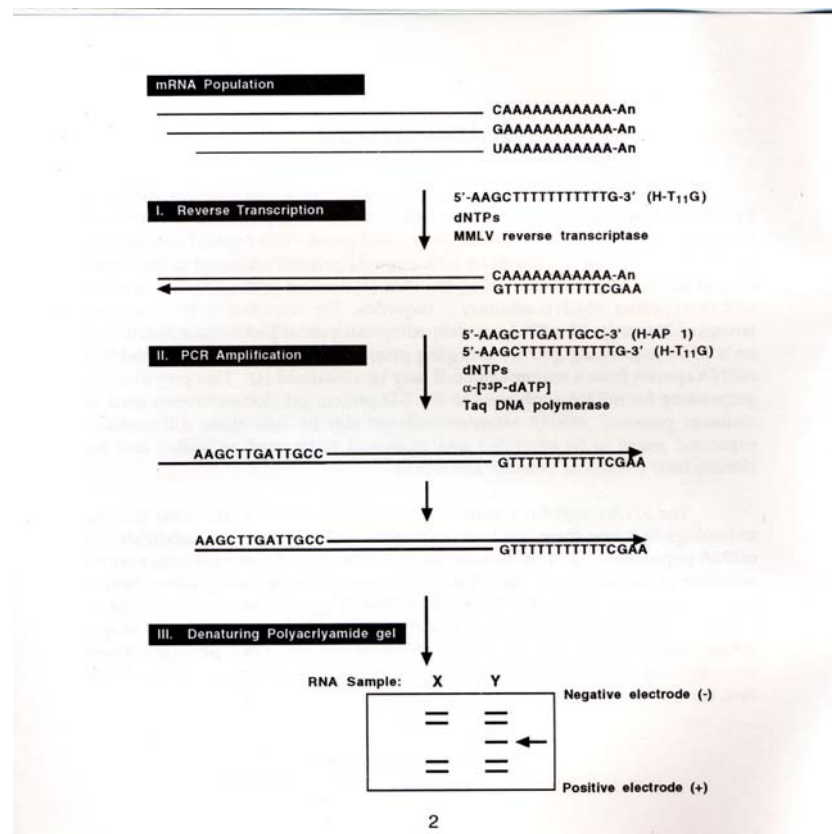 mRNA Population
CAAAAAAAAAAA-An
GAAAAAAAAAAA-An
UAAAAAAAAAAA-An
I. Reverse Transcription
5'-AAGCTTTTTTTTTTTG-3' (H-T₁₁G)
dNTPs
MMLV reverse transcriptase
CAAAAAAAAAAA-An
GTTTTTTTTTTTCGAA
II. PCR Amplification
5'-AAGCTTGATTGCC-3' (H-AP 1)
5'-AAGCTTTTTTTTTTTG-3' (H-T₁₁G)
dNTPs
α-[³³P-dATP]
Taq DNA polymerase
AAGCTTGATTGCC
GTTTTTTTTTTTCGAA
AAGCTTGATTGCC
GTTTTTTTTTTTCGAA
III. Denaturing Polyacrlyamide gel
RNA Sample: X Y
Negative electrode (-)
Positive electrode (+)
2